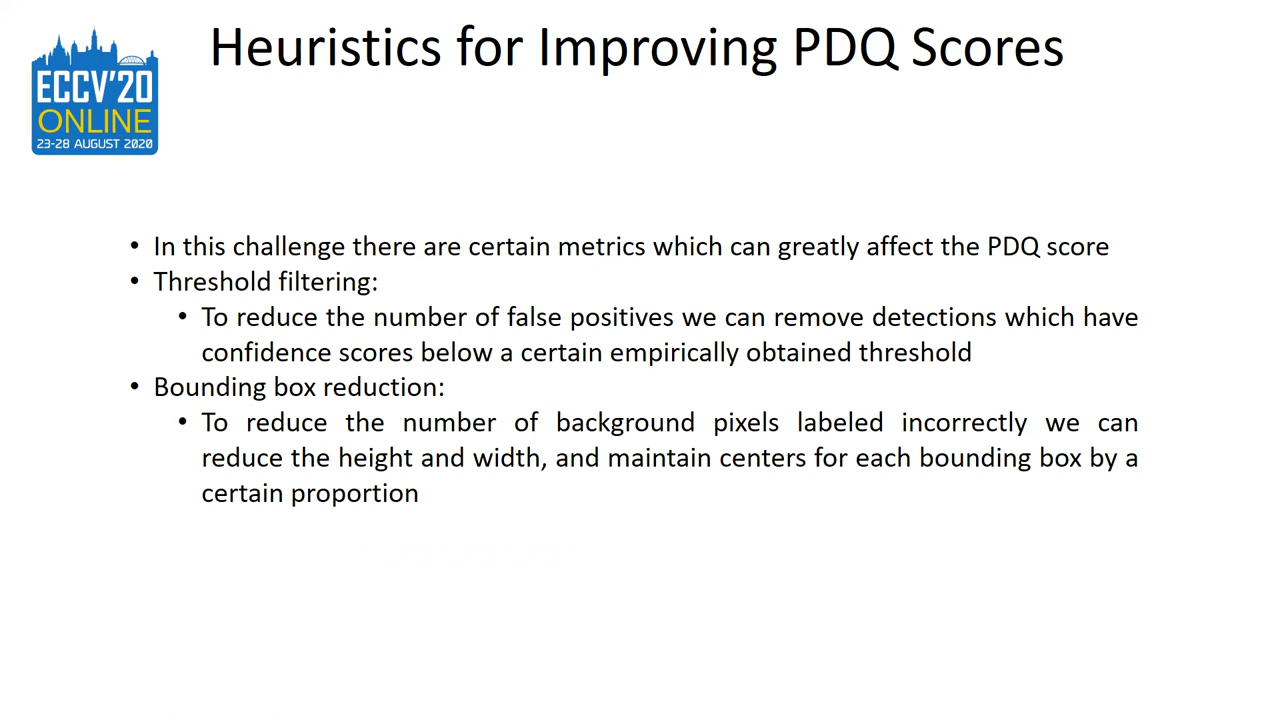 ECCV'20
ONLINE
23-28 AUGUST 2020
Heuristics for Improving PDQ Scores
• In this challenge there are certain metrics which can greatly affect the PDQ score
• Threshold filtering:
• To reduce the number of false positives we can remove detections which have
confidence scores below a certain empirically obtained threshold
• Bounding box reduction:
• To reduce the number of background pixels labeled incorrectly we can
reduce the height and width, and maintain centers for each bounding box by a
certain proportion